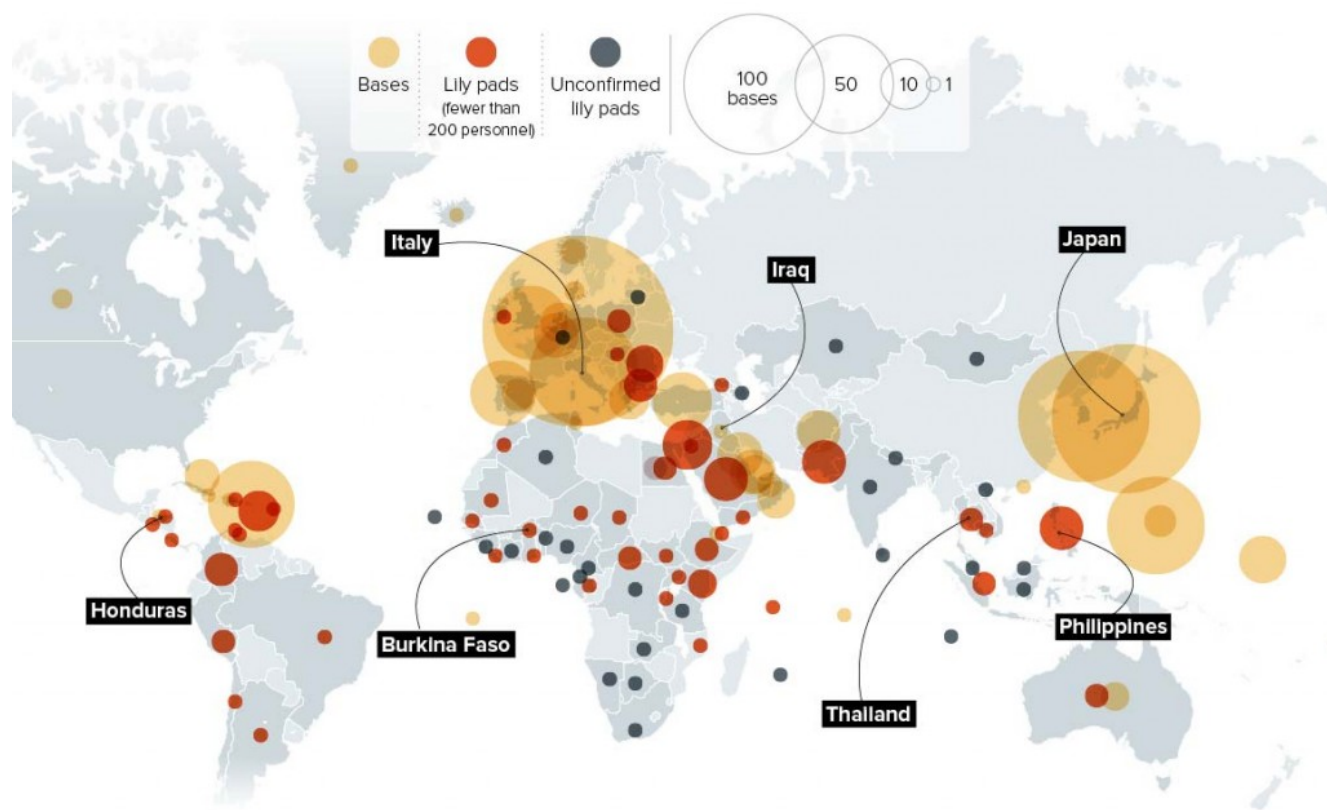 Bases
Lily pads
(fewer than
200 personnel)
Unconfirmed
lily pads
100
bases
50
10
1
Italy
Iraq
Japan
Honduras
Burkina Faso
Thailand
Philippines